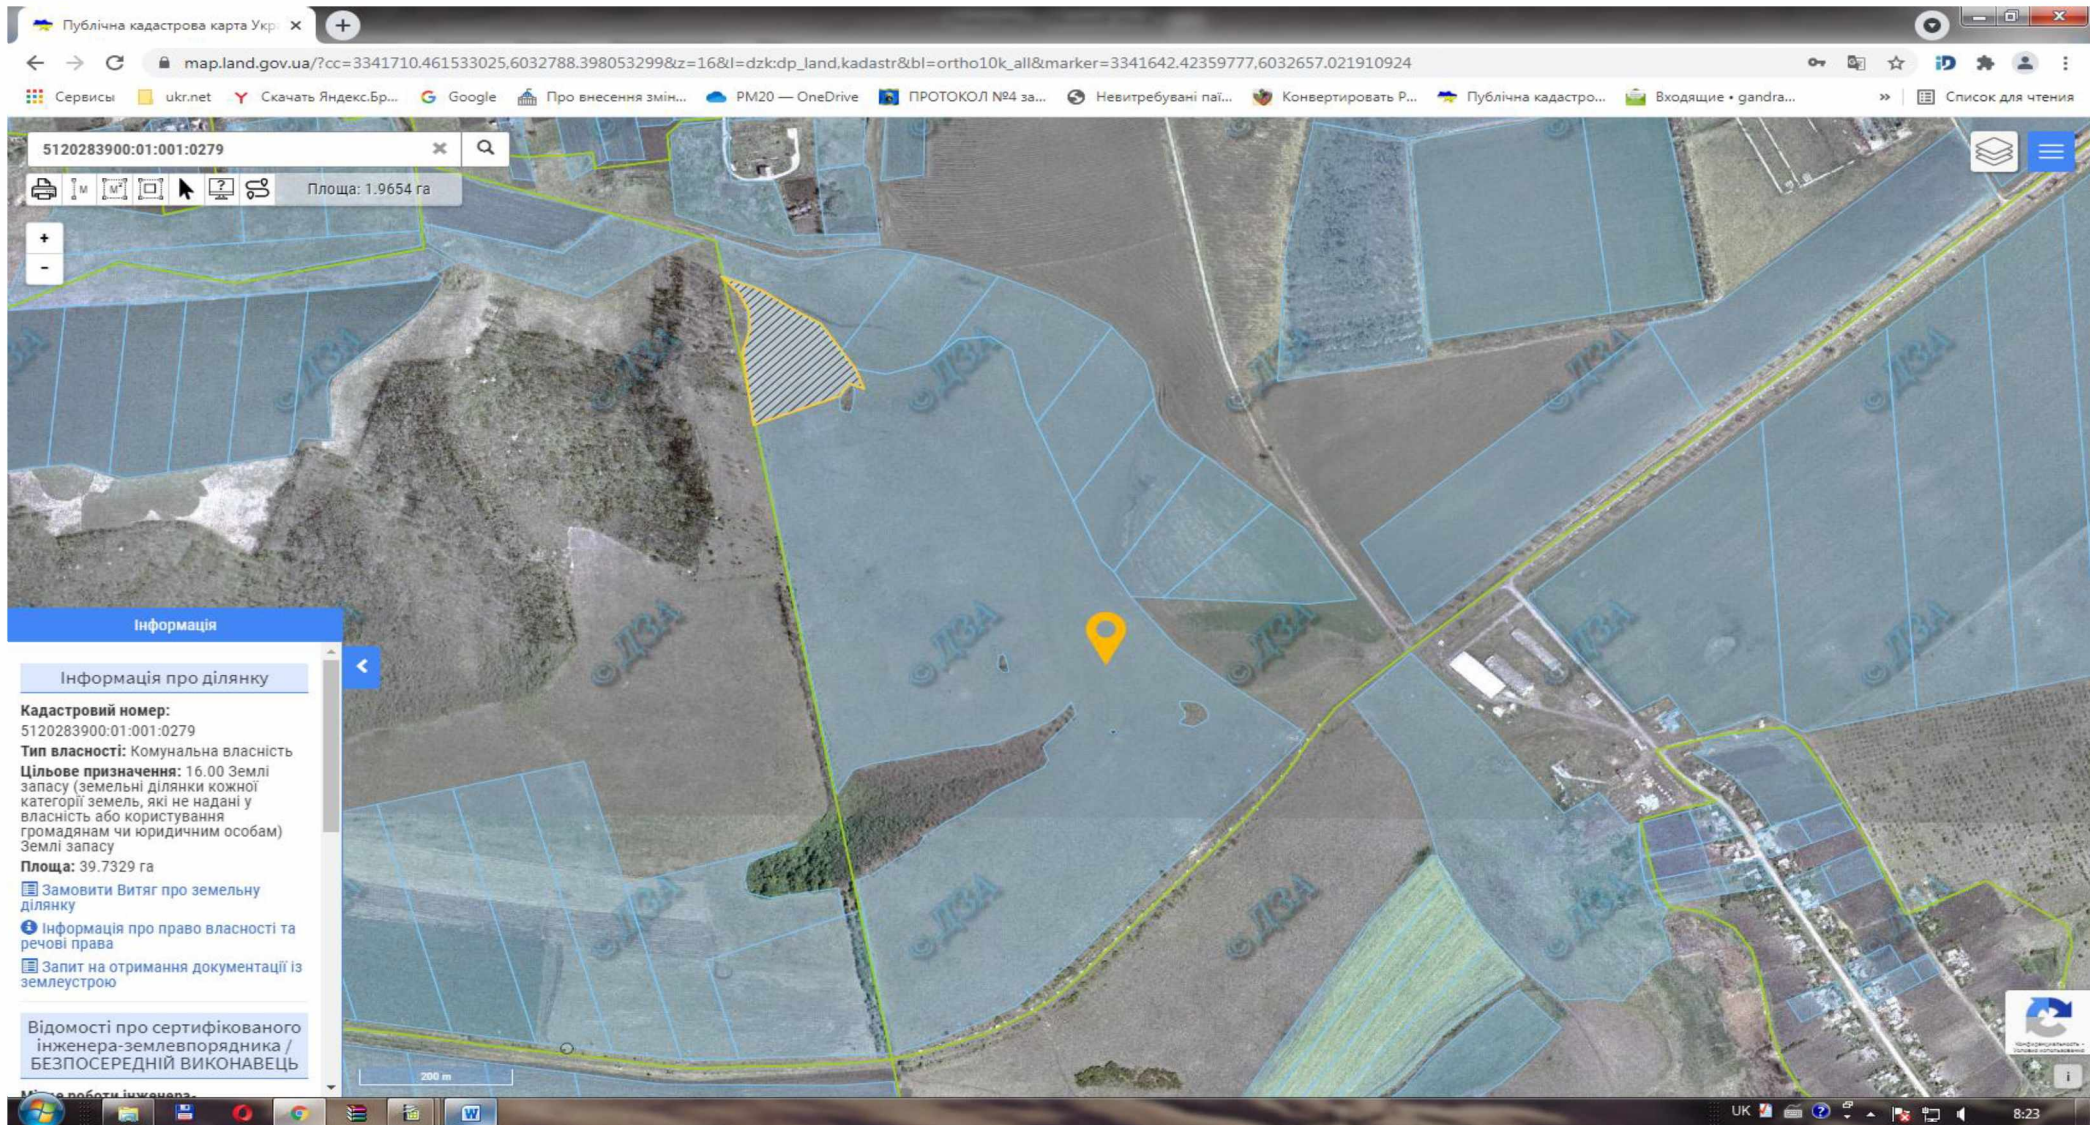 Публічна кадастрова карта Укр
map.land.gov.ua/?cc=3341710.461533025,6032788.398053299&z=16&l=dzk:dp_land,kadastr&bl=ortho10k_all&marker=3341642.42359777,6032657.021910924
Сервисы ukr.net Скачать Яндекс.Бр... Google Про внесення змін... PM20 — OneDrive ПРОТОКОЛ №4 за... Невитребувані паї... Конвертировать P... Публічна кадастро... Входящие • gandra... » Список для чтения
5120283900:01:001:0279
Площа: 1.9654 га
+
-
© ДЗА
Інформація
Інформація про ділянку
Кадастровий номер:
5120283900:01:001:0279
Тип власності: Комунальна власність
Цільове призначення: 16.00 Землі
запасу (земельні ділянки кожної
категорії земель, які не надані у
власність або користування
громадянам чи юридичним особам)
Землі запасу
Площа: 39.7329 га
Замовити Витяг про земельну
ділянку
Інформація про право власності та
речові права
Запит на отримання документації із
землеустрою
Відомості про сертифікованого
інженера-землевпорядника /
БЕЗПОСЕРЕДНІЙ ВИКОНАВЕЦЬ
200 m
UK 8:23